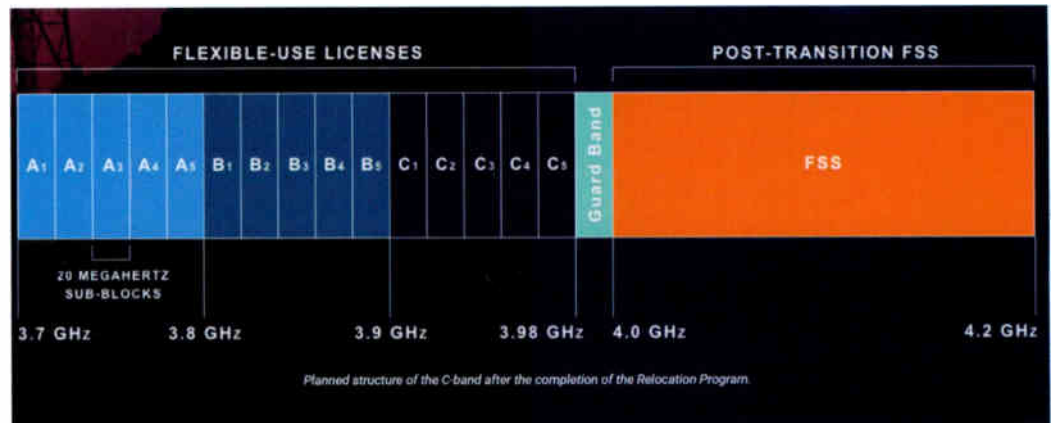 FLEXIBLE-USE LICENSES POST-TRANSITION FSS
A1 A2 A3 A4 A5 B1 B2 B3 B4 B5 C1 C2 C3 C4 C5 Guard Band FSS
20 MEGAHERTZ
SUB-BLOCKS
3.7 GHz 3.8 GHz 3.9 GHz 3.98 GHz 4.0 GHz 4.2 GHz
Planned structure of the C-band after the completion of the Relocation Program.